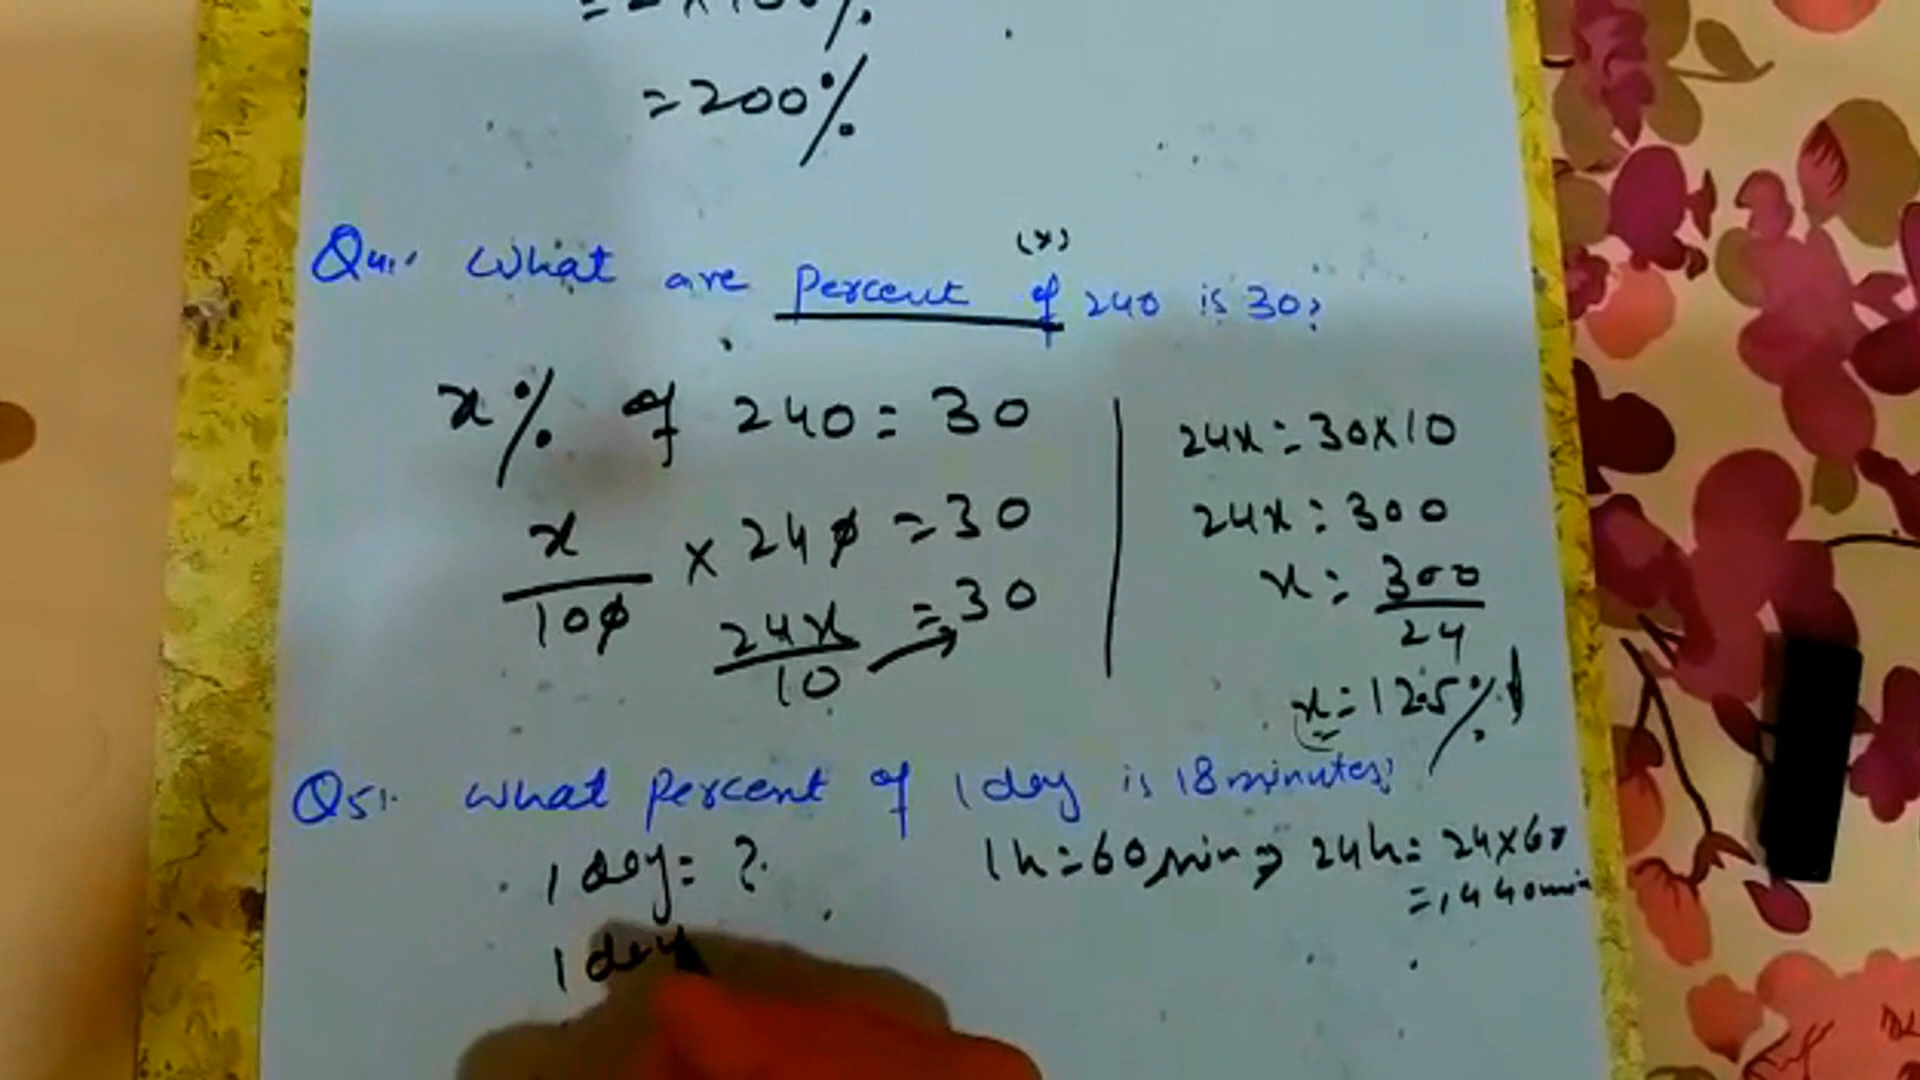 = 200%
Q4:. What are Percent of 240 is 30?
(x)
x% of 240 = 30
x/100 × 240 = 30
24x/10 = 30
24x = 30×10
24x = 300
x = 300/24
x = 12.5%
Q5:. What Percent of 1 day is 18 minutes?
1 day = ?
1h = 60 min ⇒ 24h = 24×60
= 1440 min
1 day